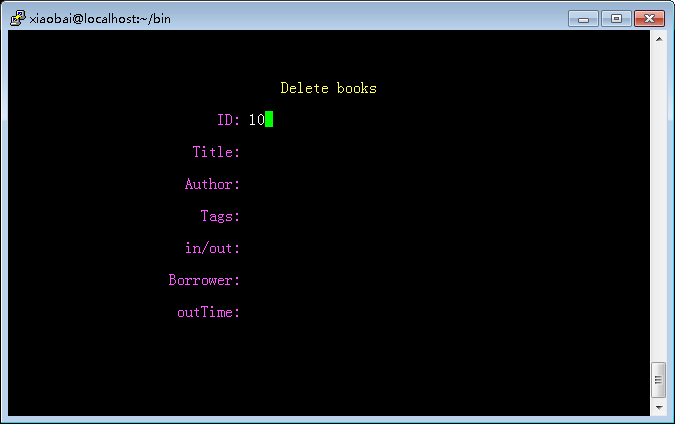 xiaobai@localhost:~/bin
Delete books
ID: 10
Title:
Author:
Tags:
in/out:
Borrower:
outTime: